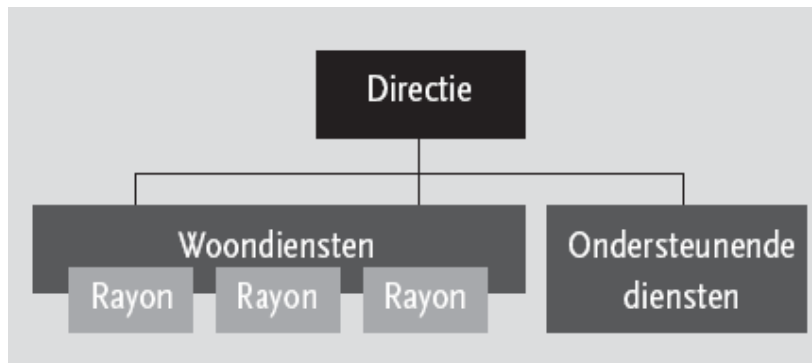 Directie
Woondiensten
Ondersteunende
diensten
Rayon
Rayon
Rayon